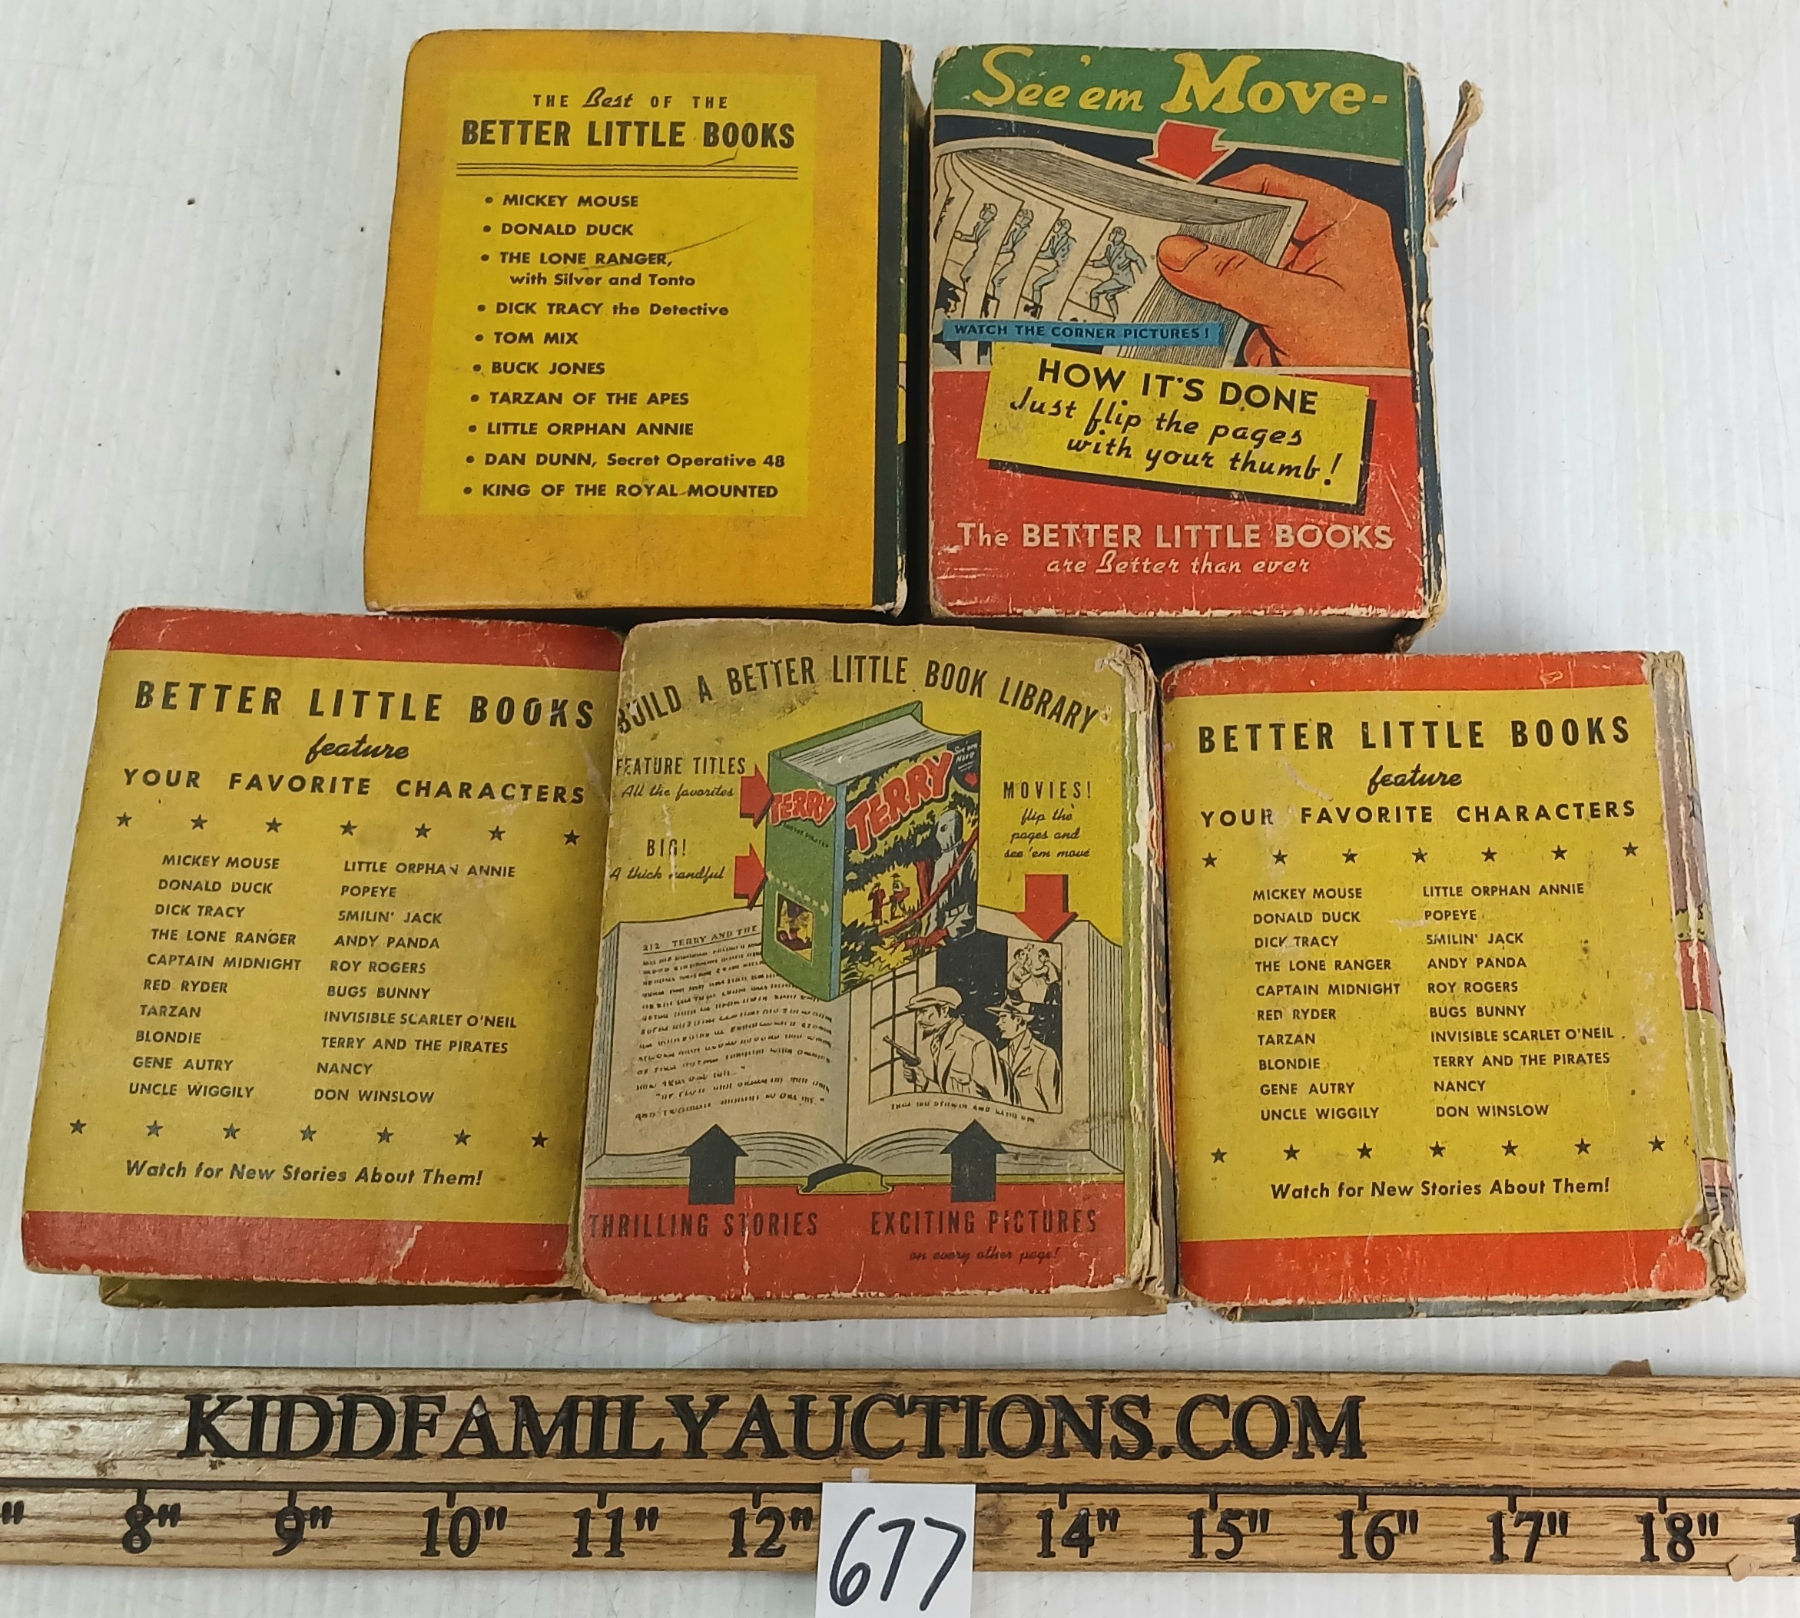 THE Best OF THE
BETTER LITTLE BOOKS
• MICKEY MOUSE
• DONALD DUCK
• THE LONE RANGER,
with Silver and Tonto
• DICK TRACY the Detective
• TOM MIX
• BUCK JONES
• TARZAN OF THE APES
• LITTLE ORPHAN ANNIE
• DAN DUNN, Secret Operative 48
• KING OF THE ROYAL MOUNTED
See 'em Move-
WATCH THE CORNER PICTURES!
HOW IT'S DONE
Just flip the pages
with your thumb!
The BETTER LITTLE BOOKS
are Better than ever
BETTER LITTLE BOOKS
feature
YOUR FAVORITE CHARACTERS
MICKEY MOUSE
DONALD DUCK
DICK TRACY
THE LONE RANGER
CAPTAIN MIDNIGHT
RED RYDER
TARZAN
BLONDIE
GENE AUTRY
UNCLE WIGGILY
LITTLE ORPHAN ANNIE
POPEYE
SMILIN' JACK
ANDY PANDA
ROY ROGERS
BUGS BUNNY
INVISIBLE SCARLET O'NEIL
TERRY AND THE PIRATES
NANCY
DON WINSLOW
Watch for New Stories About Them!
BUILD A BETTER LITTLE BOOK LIBRARY
FEATURE TITLES
All the favorites
BIG!
A thick handful
TERRY
TERRY
See 'em
MOVIES!
flip the
pages and
see 'em move
212 TERRY AND THE
THRILLING STORIES
EXCITING PICTURES
on every other page!
BETTER LITTLE BOOKS
feature
YOUR FAVORITE CHARACTERS
MICKEY MOUSE
DONALD DUCK
DICK TRACY
THE LONE RANGER
CAPTAIN MIDNIGHT
RED RYDER
TARZAN
BLONDIE
GENE AUTRY
UNCLE WIGGILY
LITTLE ORPHAN ANNIE
POPEYE
SMILIN' JACK
ANDY PANDA
ROY ROGERS
BUGS BUNNY
INVISIBLE SCARLET O'NEIL
TERRY AND THE PIRATES
NANCY
DON WINSLOW
Watch for New Stories About Them!
KIDDFAMILYAUCTIONS.COM
8" 9" 10" 11" 12" 14" 15" 16" 17" 18"
677